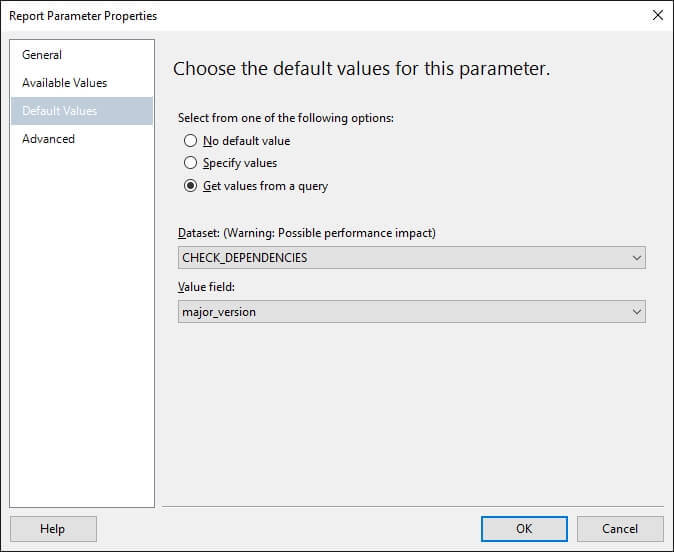 Report Parameter Properties
General
Available Values
Default Values
Advanced
Choose the default values for this parameter.
Select from one of the following options:
No default value
Specify values
Get values from a query
Dataset: (Warning: Possible performance impact)
CHECK_DEPENDENCIES
Value field:
major_version
Help
OK
Cancel